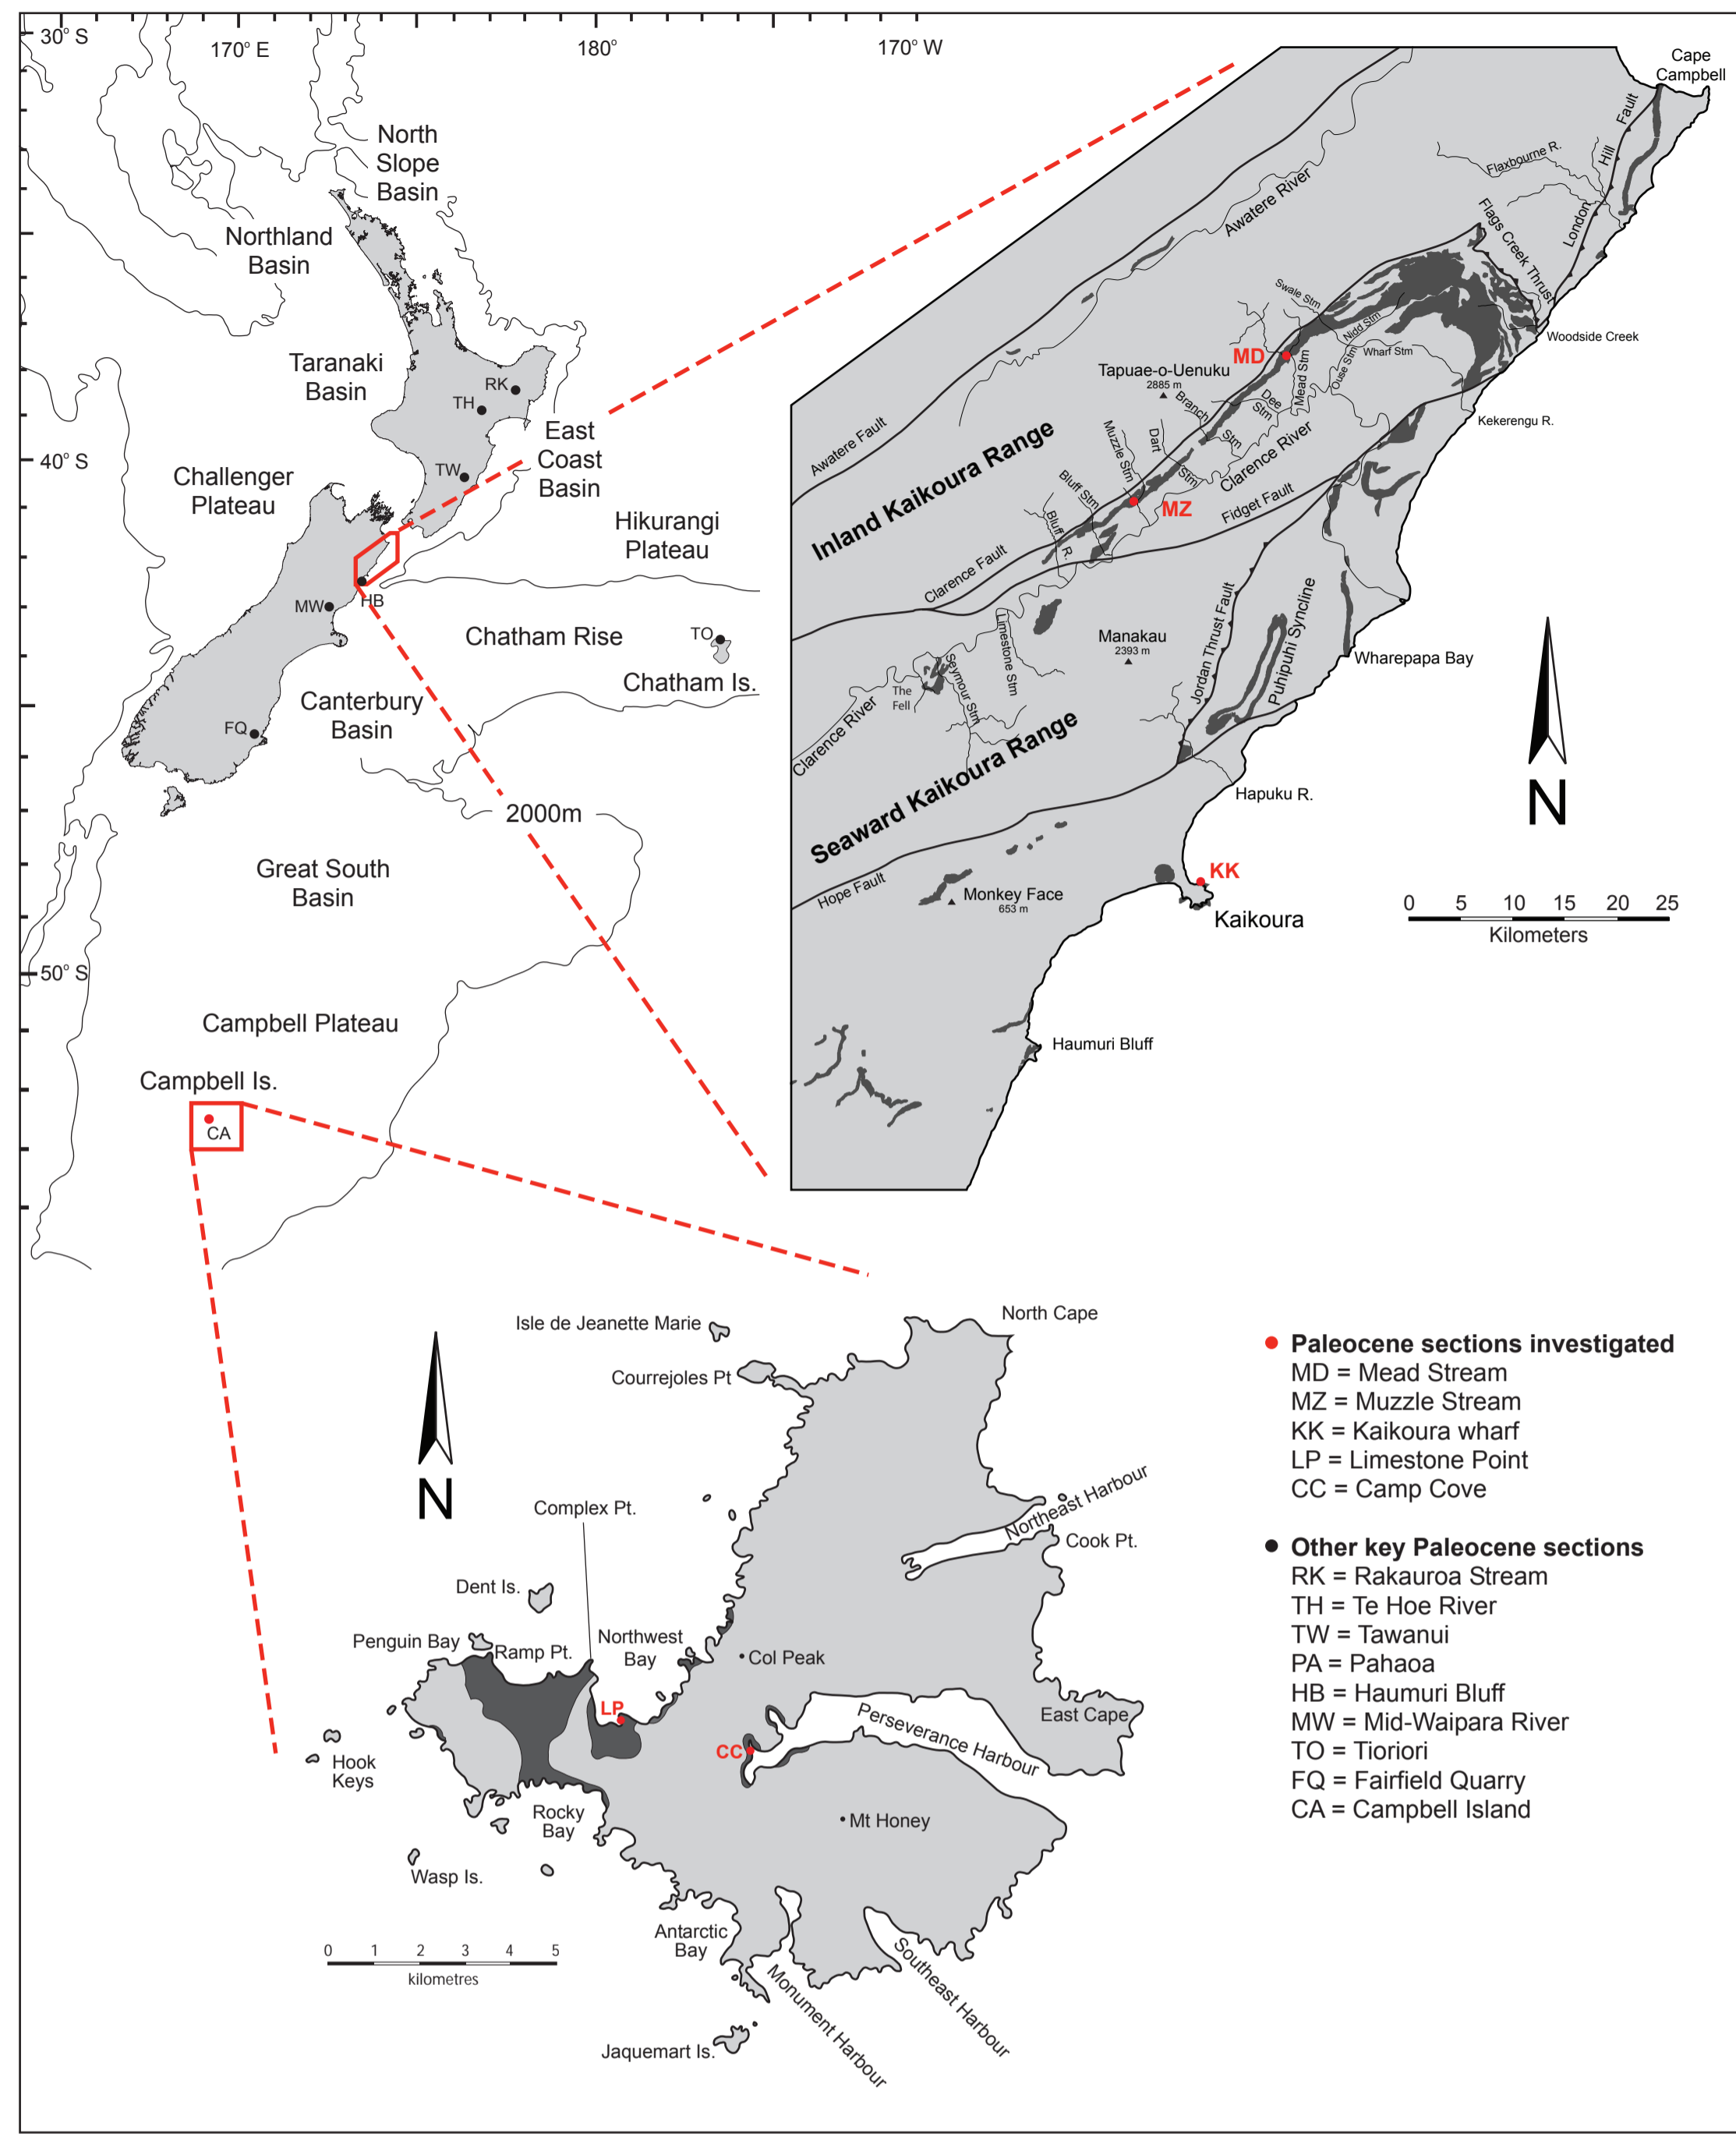 30° S
170° E
180°
170° W
North
Slope
Basin
Northland
Basin
Taranaki
Basin
RK
TH
East
Coast
Basin
TW
40° S
Challenger
Plateau
Hikurangi
Plateau
HB
MW
Chatham Rise
TO
Chatham Is.
Canterbury
Basin
FQ
2000m
Great South
Basin
50° S
Campbell Plateau
Campbell Is.
CA
Cape
Campbell
London
Hill
Fault
Flaxbourne R.
Awatere River
Flags Creek Thrust
Swale Stm
Nidd Stm
Woodside Creek
Wharf Stm
Ouse Stm
Mead Stm
MD
Tapuae-o-Uenuku
2885 m
Branch
Stm
Dee
Stm
Kekerengu R.
Awatere Fault
Inland Kaikoura Range
Muzzle Stm
Dart
Stm
Clarence River
MZ
Bluff Stm
Fidget Fault
Bluff R.
Clarence Fault
Limestone Stm
Manakau
2393 m
Jordan Thrust Fault
Puhipuhi Syncline
Wharepapa Bay
The
Fell
Seymour Stm
Clarence River
Seaward Kaikoura Range
Hapuku R.
Hope Fault
Monkey Face
653 m
KK
Kaikoura
N
0 5 10 15 20 25
Kilometers
Haumuri Bluff
Isle de Jeanette Marie
North Cape
Courrejoles Pt
N
Complex Pt.
Northeast Harbour
Cook Pt.
Dent Is.
Penguin Bay
Ramp Pt.
Northwest
Bay
Col Peak
LP
CC
Perseverance Harbour
East Cape
Hook
Keys
Rocky
Bay
Mt Honey
Wasp Is.
Antarctic
Bay
0 1 2 3 4 5
kilometres
Monument Harbour
Southeast Harbour
Jaquemart Is.
Paleocene sections investigated
MD = Mead Stream
MZ = Muzzle Stream
KK = Kaikoura wharf
LP = Limestone Point
CC = Camp Cove
Other key Paleocene sections
RK = Rakauroa Stream
TH = Te Hoe River
TW = Tawanui
PA = Pahaoa
HB = Haumuri Bluff
MW = Mid-Waipara River
TO = Tioriori
FQ = Fairfield Quarry
CA = Campbell Island